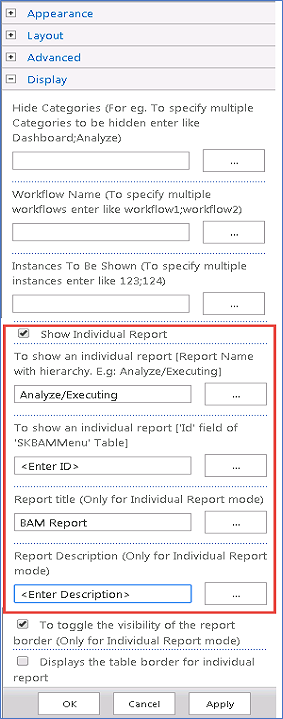 Appearance
Layout
Advanced
Display
Hide Categories (For eg. To specify multiple
Categories to be hidden enter like
Dashboard;Analyze)
...
Workflow Name (To specify multiple
workflows enter like workflow1;workflow2)
...
Instances To Be Shown (To specify multiple
instances enter like 123;124)
...
Show Individual Report
To show an individual report [Report Name
with hierarchy. E.g: Analyze/Executing]
Analyze/Executing ...
To show an individual report ['Id' field of
'SKBAMMenu' Table]
<Enter ID> ...
Report title (Only for Individual Report mode)
BAM Report ...
Report Description (Only for Individual Report
mode)
<Enter Description> ...
To toggle the visibility of the report
border (Only for Individual Report mode)
Displays the table border for individual
report
OK Cancel Apply